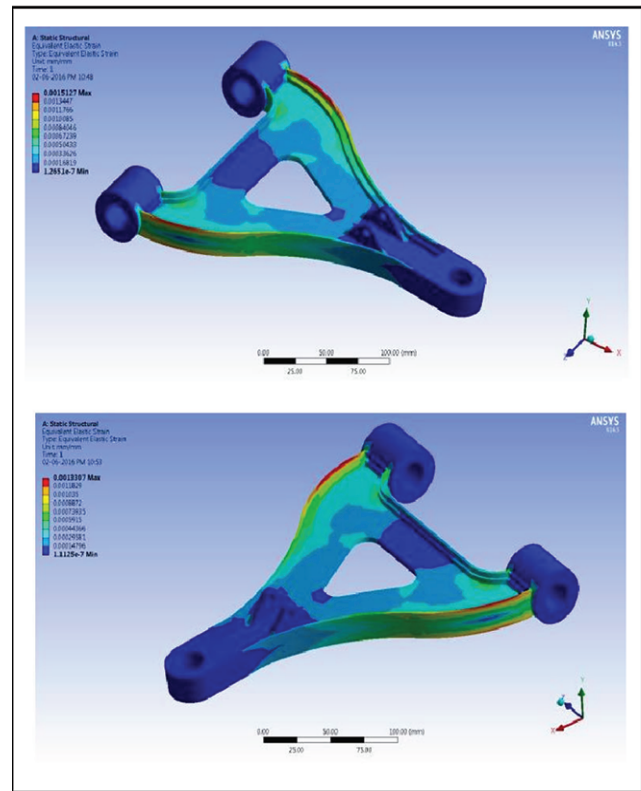 A: Static Structural
Equivalent Elastic Strain
Type: Equivalent Elastic Strain
Unit: mm/mm
Time: 1
02-06-2016 PM 10:48
ANSYS
0.0015127 Max
0.0013447
0.0011766
0.0010085
0.00084046
0.00067238
0.00050433
0.00033626
0.00016819
1.2651e-7 Min
0.00
50.00
100.00 (mm)
25.00
75.00
Y
X
Z
A: Static Structural
Equivalent Elastic Strain
Type: Equivalent Elastic Strain
Unit: mm/mm
Time: 1
02-06-2016 PM 10:53
ANSYS
0.0013307 Max
0.0011829
0.001035
0.0008872
0.00073935
0.0005915
0.00044366
0.00029581
0.00014796
1.1125e-7 Min
0.00
50.00
100.00 (mm)
25.00
75.00
Y
Z
X